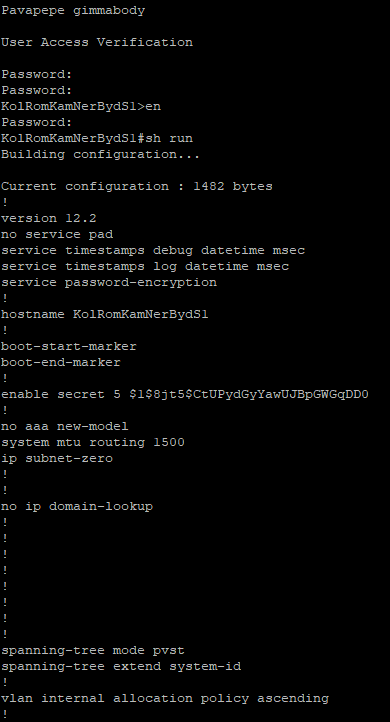 Pavapepe gimmabody
User Access Verification
Password:
Password:
KolRomKamNerBydS1>en
Password:
KolRomKamNerBydS1#sh run
Building configuration...
Current configuration : 1482 bytes
!
version 12.2
no service pad
service timestamps debug datetime msec
service timestamps log datetime msec
service password-encryption
!
hostname KolRomKamNerBydS1
!
boot-start-marker
boot-end-marker
!
enable secret 5 $1$8jt5$CtUPydGyYawUJBpGWGqDD0
!
no aaa new-model
system mtu routing 1500
ip subnet-zero
!
!
no ip domain-lookup
!
!
!
!
!
!
!
!
spanning-tree mode pvst
spanning-tree extend system-id
!
vlan internal allocation policy ascending
!